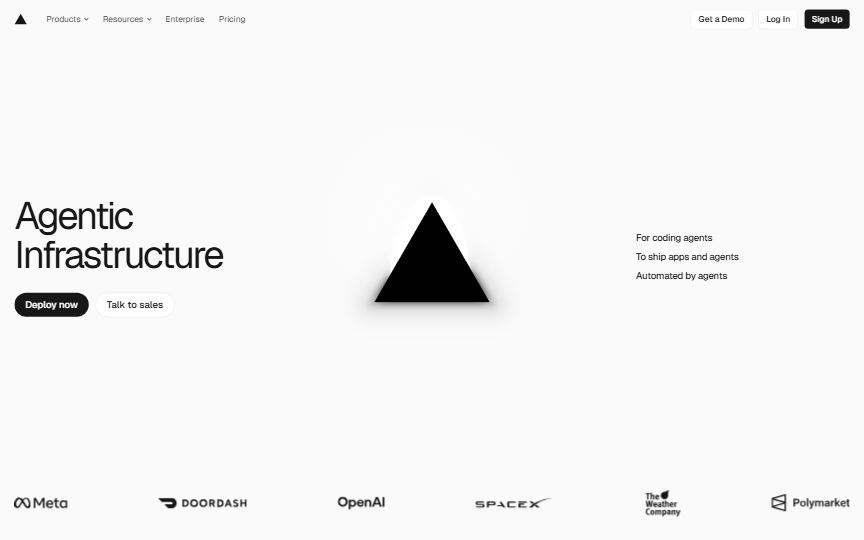 Products
Resources
Enterprise
Pricing
Get a Demo
Log In
Sign Up
Agentic
Infrastructure
Deploy now
Talk to sales
For coding agents
To ship apps and agents
Automated by agents
Meta
DOORDASH
OpenAI
SPACEX
The
Weather
Company
Polymarket